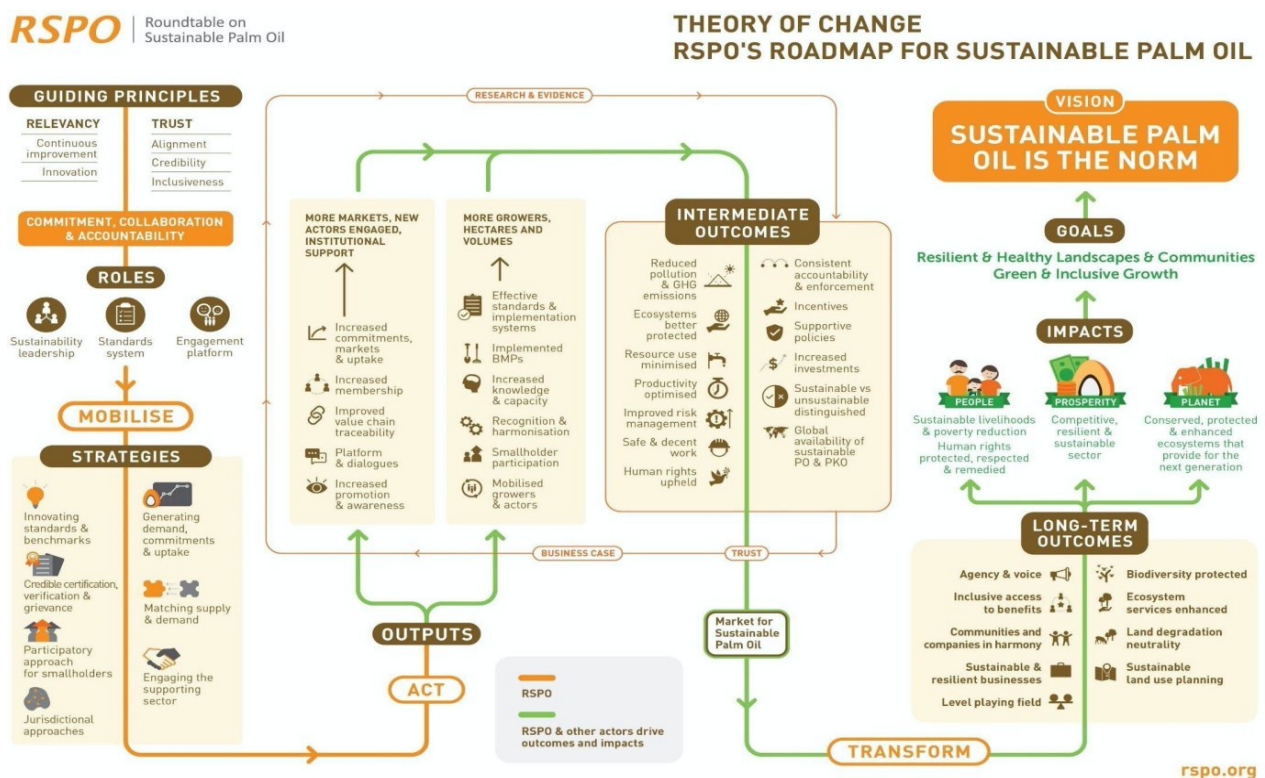 RSPO
Roundtable on
Sustainable Palm Oil
THEORY OF CHANGE
RSPO'S ROADMAP FOR SUSTAINABLE PALM OIL
GUIDING PRINCIPLES
RELEVANCY
Continuous
improvement
Innovation
TRUST
Alignment
Credibility
Inclusiveness
COMMITMENT, COLLABORATION
& ACCOUNTABILITY
ROLES
Sustainability
leadership
Standards
system
Engagement
platform
MOBILISE
STRATEGIES
Innovating
standards &
benchmarks
Credible certification,
verification &
grievance
Participatory
approach
for smallholders
Jurisdictional
approaches
Generating
demand,
commitments
& uptake
Matching supply
& demand
Engaging the
supporting
sector
RESEARCH & EVIDENCE
MORE MARKETS, NEW
ACTORS ENGAGED,
INSTITUTIONAL
SUPPORT
Increased
commitments,
markets
& uptake
Increased
membership
Improved
value chain
traceability
Platform
& dialogues
Increased
promotion
& awareness
MORE GROWERS,
HECTARES AND
VOLUMES
Effective
standards &
implementation
systems
Implemented
BMPs
Increased
knowledge
& capacity
Recognition &
harmonisation
Smallholder
participation
Mobilised
growers
& actors
BUSINESS CASE
TRUST
OUTPUTS
ACT
RSPO
RSPO & other actors drive
outcomes and impacts
INTERMEDIATE
OUTCOMES
Reduced
pollution
& GHG
emissions
Ecosystems
better
protected
Resource use
minimised
Productivity
optimised
Improved risk
management
Safe & decent
work
Human rights
upheld
Consistent
accountability
& enforcement
Incentives
Supportive
policies
Increased
investments
Sustainable vs
unsustainable
distinguished
Global
availability of
sustainable
PO & PKO
Market for
Sustainable
Palm Oil
TRANSFORM
VISION
SUSTAINABLE PALM
OIL IS THE NORM
GOALS
Resilient & Healthy Landscapes & Communities
Green & Inclusive Growth
IMPACTS
PEOPLE
Sustainable livelihoods
& poverty reduction
Human rights
protected, respected
& remedied
PROSPERITY
Competitive,
resilient &
sustainable
sector
PLANET
Conserved, protected
& enhanced
ecosystems that
provide for the
next generation
LONG-TERM
OUTCOMES
Agency & voice
Inclusive access
to benefits
Communities and
companies in harmony
Sustainable &
resilient businesses
Level playing field
Biodiversity protected
Ecosystem
services enhanced
Land degradation
neutrality
Sustainable
land use planning
rspo.org